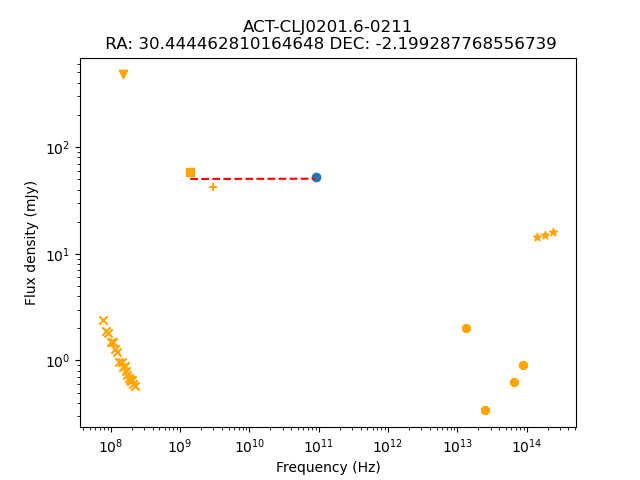 ACT-CLJ0201.6-0211
RA: 30.444462810164648 DEC: -2.199287768556739
Flux density (mJy)
10²
10¹
10⁰
10⁸ 10⁹ 10¹⁰ 10¹¹ 10¹² 10¹³ 10¹⁴
Frequency (Hz)